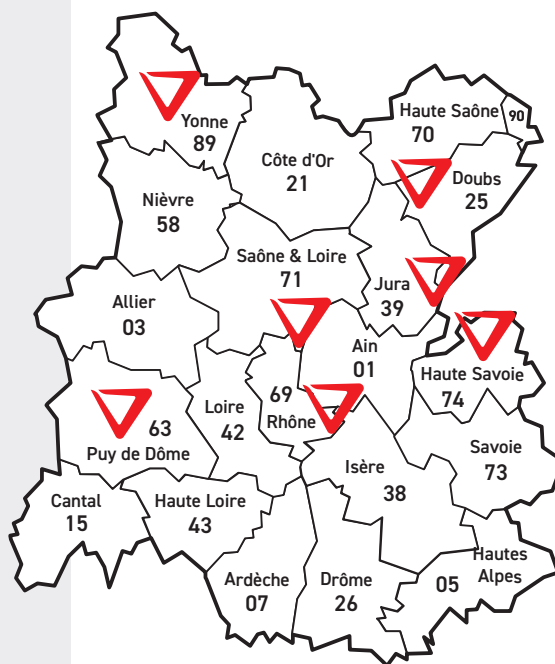 Yonne
89
Haute Saône
70
90
Côte d'Or
21
Doubs
25
Nièvre
58
Saône & Loire
71
Jura
39
Allier
03
Ain
01
Haute Savoie
74
63
Puy de Dôme
Loire
42
69
Rhône
Isère
38
Savoie
73
Cantal
15
Haute Loire
43
Ardèche
07
Drôme
26
05
Hautes
Alpes